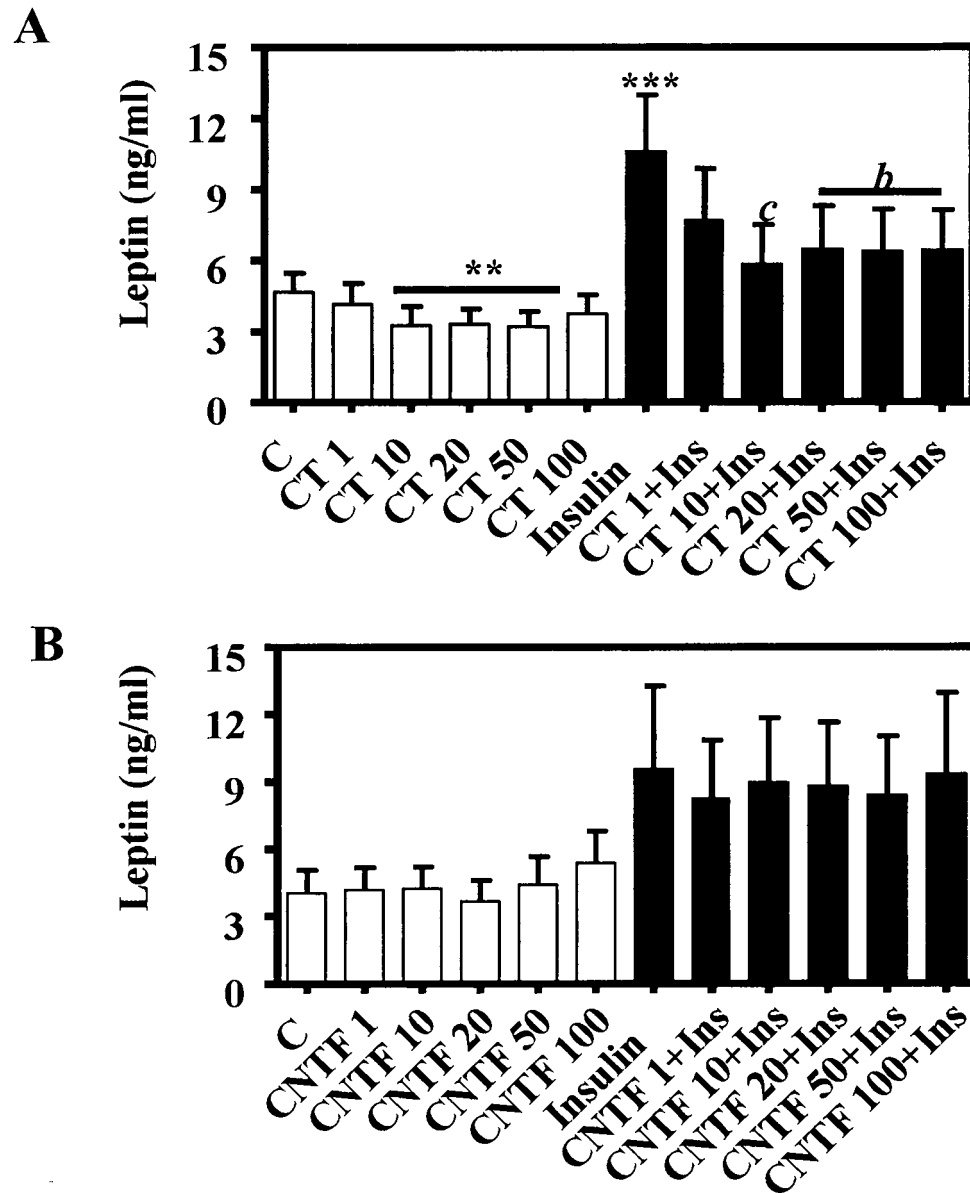 A
Leptin (ng/ml)
15
12
9
6
3
0
**
***
c
b
C
CT 1
CT 10
CT 20
CT 50
CT 100
Insulin
CT 1+Ins
CT 10+Ins
CT 20+Ins
CT 50+Ins
CT 100+Ins
B
Leptin (ng/ml)
15
12
9
6
3
0
C
CNTF 1
CNTF 10
CNTF 20
CNTF 50
CNTF 100
Insulin
CNTF 1+Ins
CNTF 10+Ins
CNTF 20+Ins
CNTF 50+Ins
CNTF 100+Ins